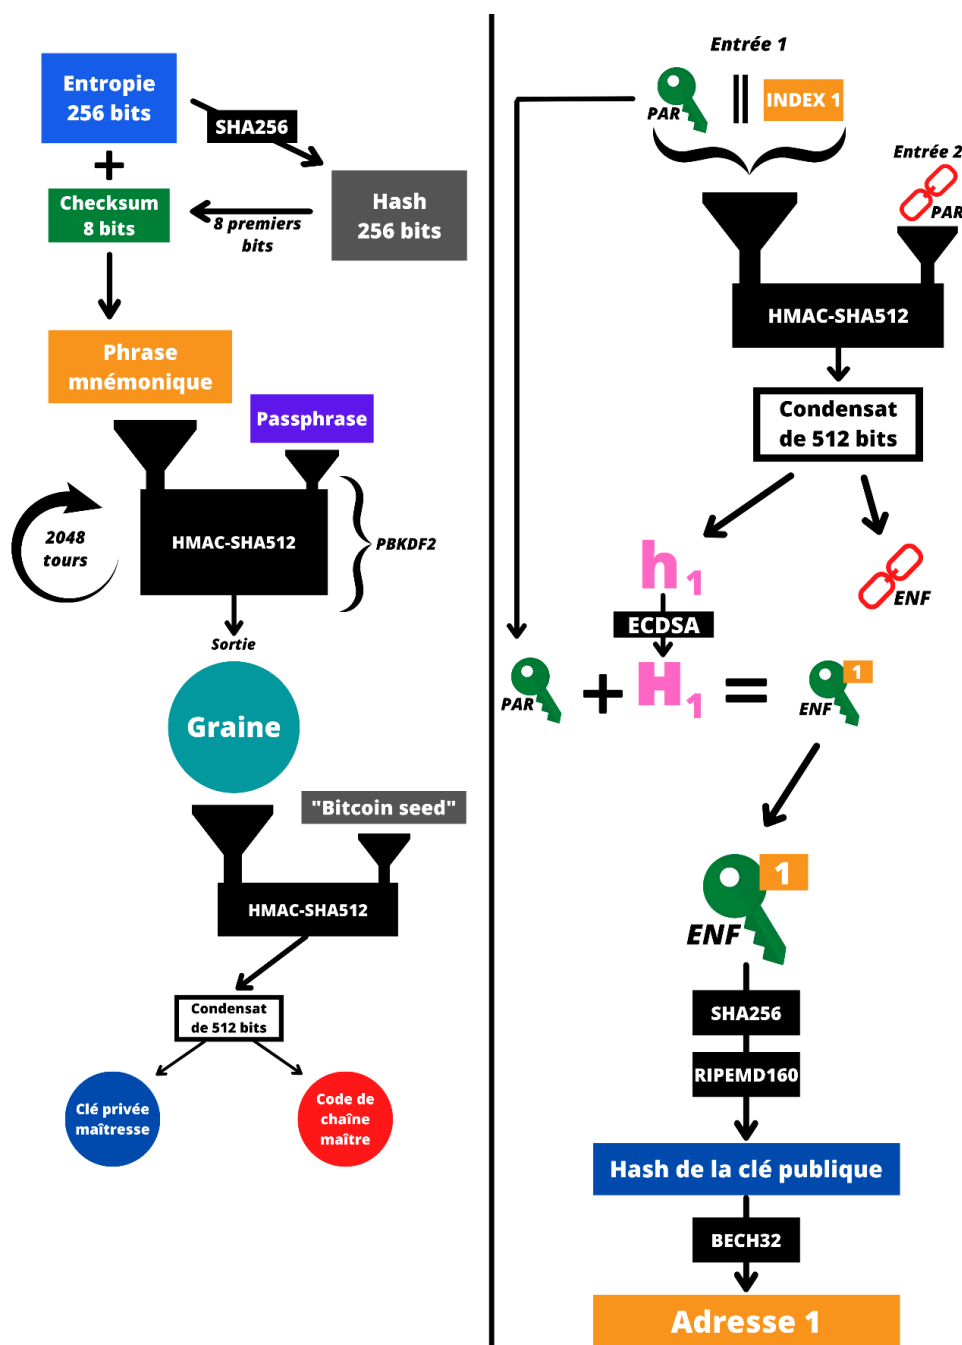 Entropie
256 bits
SHA256
+
Checksum
8 bits
8 premiers
bits
Hash
256 bits
Phrase
mnémonique
Passphrase
2048
tours
HMAC-SHA512
PBKDF2
Sortie
Graine
"Bitcoin seed"
HMAC-SHA512
Condensat
de 512 bits
Clé privée
maîtresse
Code de
chaîne
maître
Entrée 1
PAR
||
INDEX 1
Entrée 2
PAR
HMAC-SHA512
Condensat
de 512 bits
h1
ENF
ECDSA
PAR
+
H1
=
ENF
1
1
ENF
SHA256
RIPEMD160
Hash de la clé publique
BECH32
Adresse 1